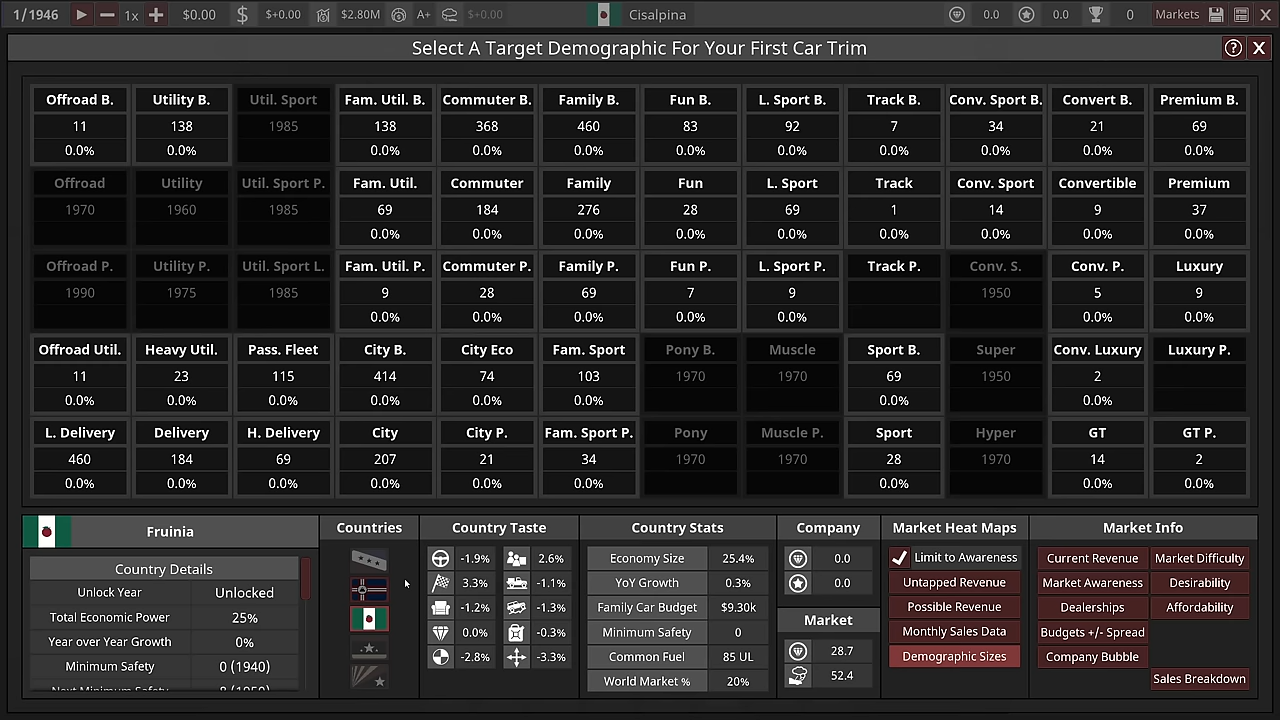 1/1946 1x $0.00 $ $+0.00 $2.80M A+ $+0.00 Cisalpina 0.0 0.0 0 Markets
Select A Target Demographic For Your First Car Trim
Offroad B. Utility B. Util. Sport Fam. Util. B. Commuter B. Family B. Fun B. L. Sport B. Track B. Conv. Sport B. Convert B. Premium B.
11 138 1985 138 368 460 83 92 7 34 21 69
0.0% 0.0% 0.0% 0.0% 0.0% 0.0% 0.0% 0.0% 0.0% 0.0% 0.0%
Offroad Utility Util. Sport P. Fam. Util. Commuter Family Fun L. Sport Track Conv. Sport Convertible Premium
1970 1960 1985 69 184 276 28 69 1 14 9 37
0.0% 0.0% 0.0% 0.0% 0.0% 0.0% 0.0% 0.0% 0.0%
Offroad P. Utility P. Util. Sport L. Fam. Util. P. Commuter P. Family P. Fun P. L. Sport P. Track P. Conv. S. Conv. P. Luxury
1990 1975 1985 9 28 69 7 9 1950 5 9
0.0% 0.0% 0.0% 0.0% 0.0% 0.0% 0.0%
Offroad Util. Heavy Util. Pass. Fleet City B. City Eco Fam. Sport Pony B. Muscle Sport B. Super Conv. Luxury Luxury P.
11 23 115 414 74 103 1970 1970 69 1950 2
0.0% 0.0% 0.0% 0.0% 0.0% 0.0% 0.0% 0.0%
L. Delivery Delivery H. Delivery City City P. Fam. Sport P. Pony Muscle P. Sport Hyper GT GT P.
460 184 69 207 21 34 1970 1970 28 1970 14 2
0.0% 0.0% 0.0% 0.0% 0.0% 0.0% 0.0% 0.0% 0.0%
Fruinia
Country Details
Unlock Year Unlocked
Total Economic Power 25%
Year over Year Growth 0%
Minimum Safety 0 (1940)
Next Minimum Safety 8 (1950)
Countries
Country Taste
-1.9% 2.6%
3.3% -1.1%
-1.2% -1.3%
0.0% -0.3%
-2.8% -3.3%
Country Stats
Economy Size 25.4%
YoY Growth 0.3%
Family Car Budget $9.30k
Minimum Safety 0
Common Fuel 85 UL
World Market % 20%
Company
0.0
0.0
Market
28.7
52.4
Market Heat Maps
Limit to Awareness
Untapped Revenue
Possible Revenue
Monthly Sales Data
Demographic Sizes
Market Info
Current Revenue Market Difficulty
Market Awareness Desirability
Dealerships Affordability
Budgets +/- Spread
Company Bubble
Sales Breakdown